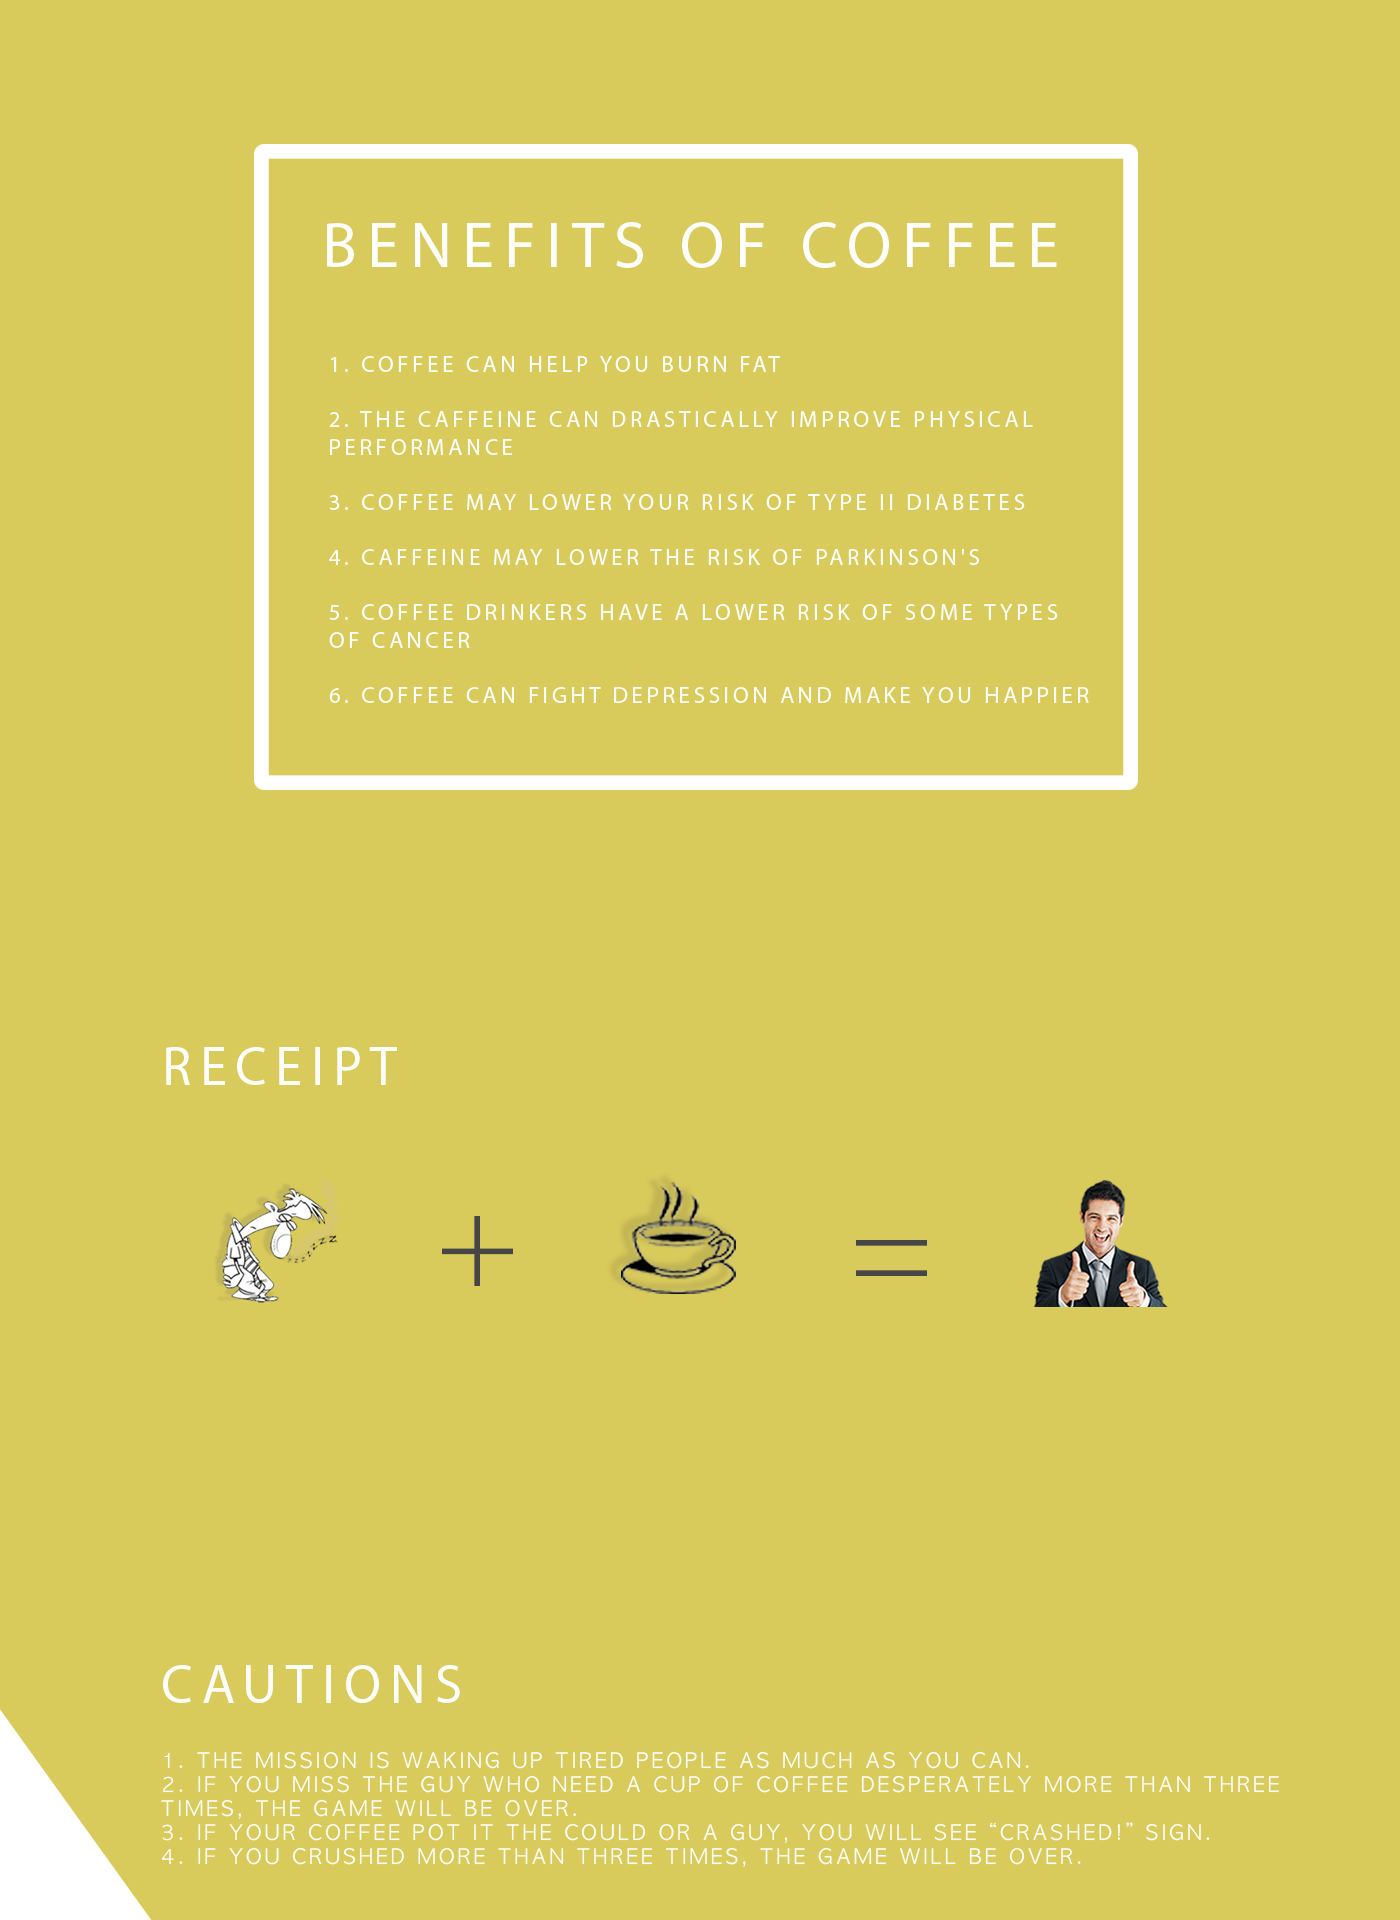 BENEFITS OF COFFEE
1. COFFEE CAN HELP YOU BURN FAT
2. THE CAFFEINE CAN DRASTICALLY IMPROVE PHYSICAL
PERFORMANCE
3. COFFEE MAY LOWER YOUR RISK OF TYPE II DIABETES
4. CAFFEINE MAY LOWER THE RISK OF PARKINSON'S
5. COFFEE DRINKERS HAVE A LOWER RISK OF SOME TYPES
OF CANCER
6. COFFEE CAN FIGHT DEPRESSION AND MAKE YOU HAPPIER
RECEIPT
CAUTIONS
1. THE MISSION IS WAKING UP TIRED PEOPLE AS MUCH AS YOU CAN.
2. IF YOU MISS THE GUY WHO NEED A CUP OF COFFEE DESPERATELY MORE THAN THREE
TIMES, THE GAME WILL BE OVER.
3. IF YOUR COFFEE POT IT THE COULD OR A GUY, YOU WILL SEE “CRASHED!” SIGN.
4. IF YOU CRUSHED MORE THAN THREE TIMES, THE GAME WILL BE OVER.